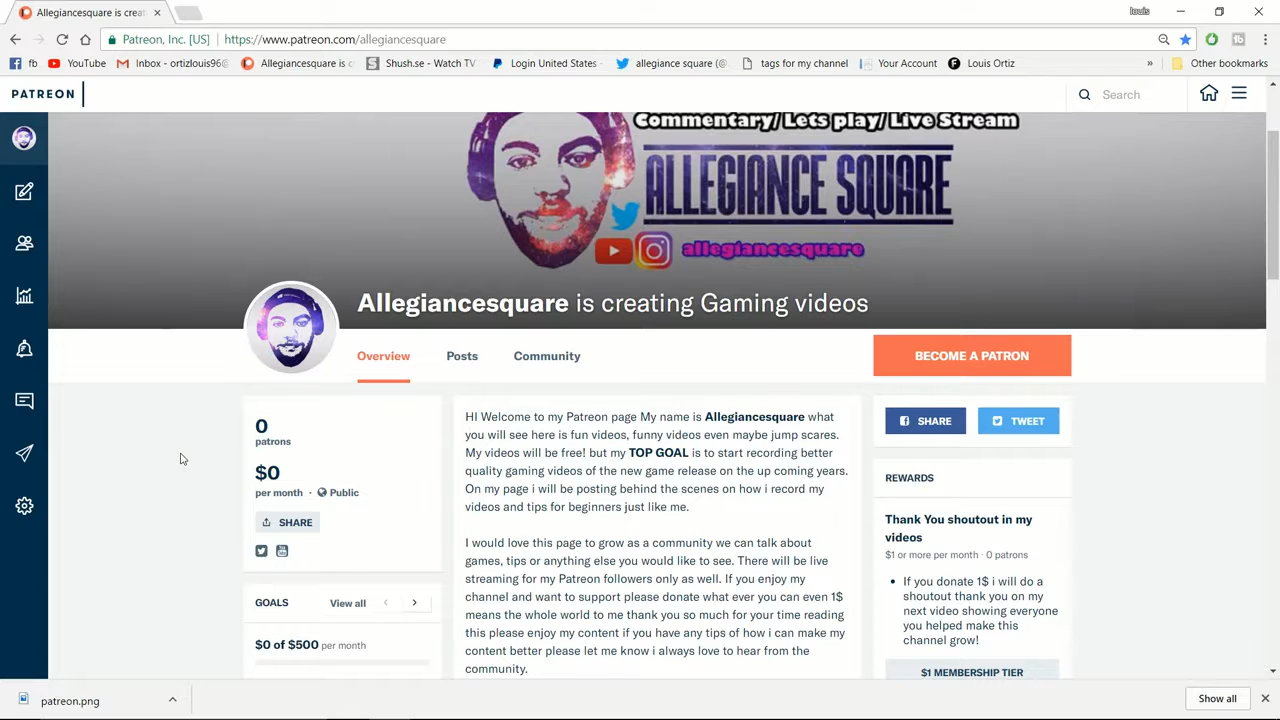 Allegiancesquare is creat
louis
Patreon, Inc. [US]
https://www.patreon.com/allegiancesquare
fb
YouTube
Inbox - ortizlouis96@
Allegiancesquare is c
Shush.se - Watch TV
Login United States :
allegiance square (@
tags for my channel
Your Account
Louis Ortiz
»
Other bookmarks
PATREON
Search
Commentary/ Lets play/ Live Stream
ALLEGIANCE SQUARE
allegiancesquare
Allegiancesquare is creating Gaming videos
Overview
Posts
Community
BECOME A PATRON
0
patrons
$0
per month · Public
SHARE
GOALS
View all
$0 of $500 per month
HI Welcome to my Patreon page My name is Allegiancesquare what
you will see here is fun videos, funny videos even maybe jump scares.
My videos will be free! but my TOP GOAL is to start recording better
quality gaming videos of the new game release on the up coming years.
On my page i will be posting behind the scenes on how i record my
videos and tips for beginners just like me.
I would love this page to grow as a community we can talk about
games, tips or anything else you would like to see. There will be live
streaming for my Patreon followers only as well. If you enjoy my
channel and want to support please donate what ever you can even 1$
means the whole world to me thank you so much for your time reading
this please enjoy my content if you have any tips of how i can make my
content better please let me know i always love to hear from the
community.
SHARE
TWEET
REWARDS
Thank You shoutout in my
videos
$1 or more per month · 0 patrons
• If you donate 1$ i will do a
shoutout thank you on my
next video showing everyone
you helped make this
channel grow!
$1 MEMBERSHIP TIER
patreon.png
Show all